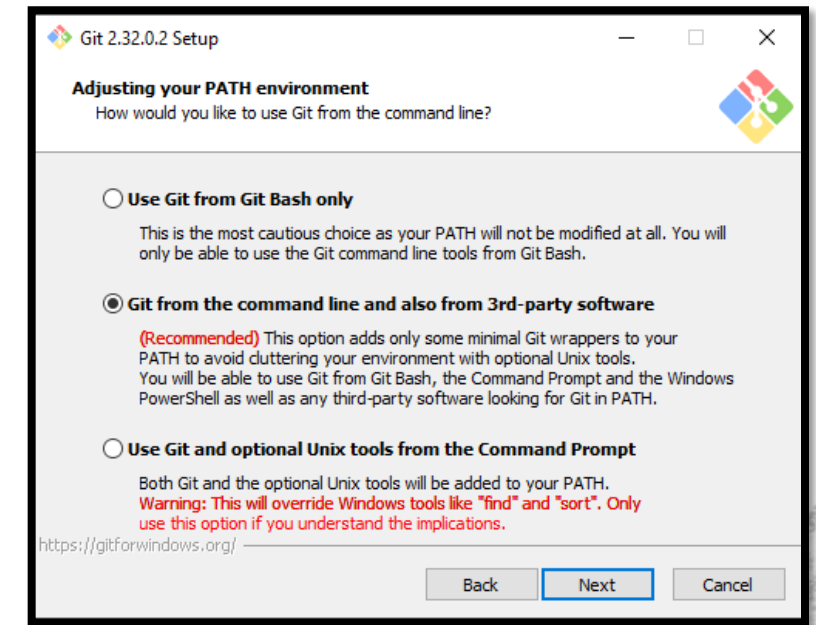 Git 2.32.0.2 Setup
Adjusting your PATH environment
How would you like to use Git from the command line?
Use Git from Git Bash only
This is the most cautious choice as your PATH will not be modified at all. You will
only be able to use the Git command line tools from Git Bash.
Git from the command line and also from 3rd-party software
(Recommended) This option adds only some minimal Git wrappers to your
PATH to avoid cluttering your environment with optional Unix tools.
You will be able to use Git from Git Bash, the Command Prompt and the Windows
PowerShell as well as any third-party software looking for Git in PATH.
Use Git and optional Unix tools from the Command Prompt
Both Git and the optional Unix tools will be added to your PATH.
Warning: This will override Windows tools like "find" and "sort". Only
use this option if you understand the implications.
https://gitforwindows.org/
Back Next Cancel